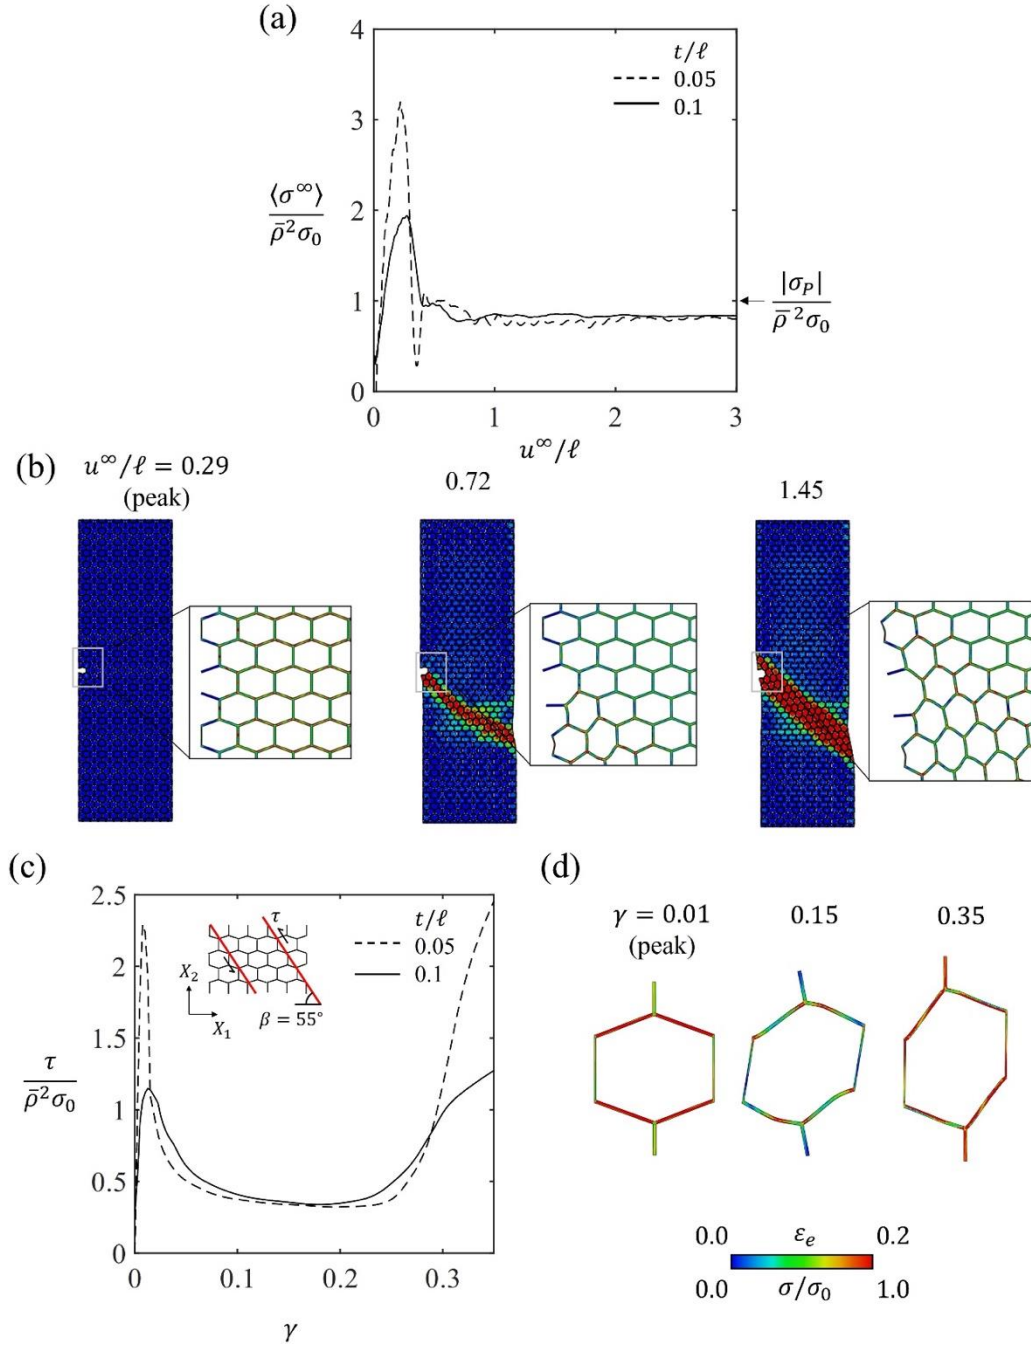 (a)
4
3
2
1
0
t/ℓ
0.05
0.1
⟨σ^∞⟩
ρ̄²σ₀
|σ_P|
ρ̄²σ₀
0 1 2 3
u^∞/ℓ
(b)
u^∞/ℓ = 0.29
(peak)
0.72
1.45
(c)
2.5
2
1.5
1
0.5
0
τ
ρ̄²σ₀
τ
X₂
X₁
β = 55°
t/ℓ
0.05
0.1
0 0.1 0.2 0.3
γ
(d)
γ = 0.01
(peak)
0.15
0.35
0.0 ε_e 0.2
0.0 σ/σ₀ 1.0